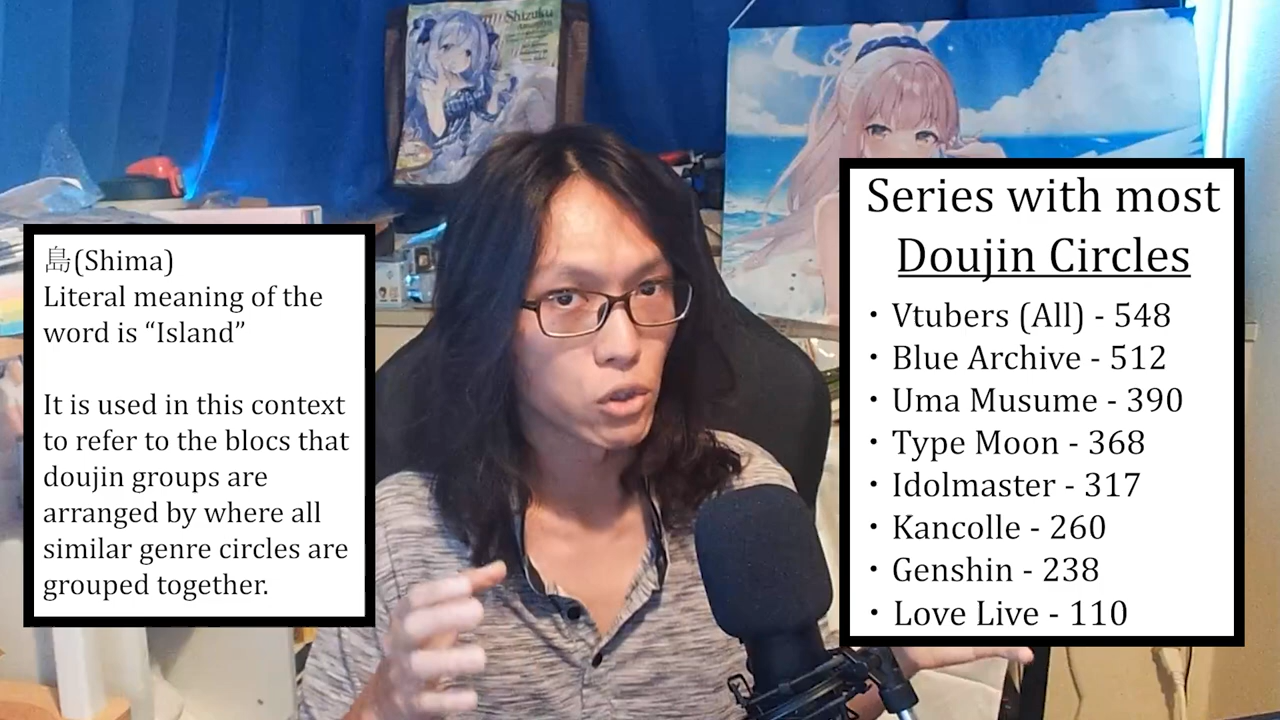 Shizuku
島(Shima)
Literal meaning of the
word is “Island”
It is used in this context
to refer to the blocs that
doujin groups are
arranged by where all
similar genre circles are
grouped together.
Series with most
Doujin Circles
• Vtubers (All) - 548
• Blue Archive - 512
• Uma Musume - 390
• Type Moon - 368
• Idolmaster - 317
• Kancolle - 260
• Genshin - 238
• Love Live - 110